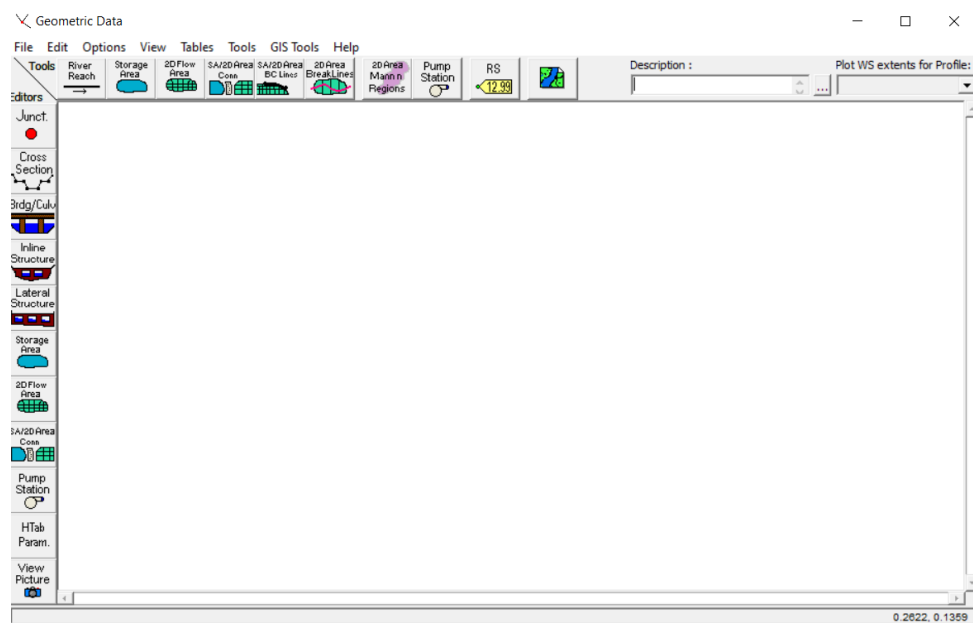 Geometric Data
File Edit Options View Tables Tools GIS Tools Help
Tools
Editors
River
Reach
Storage
Area
2D Flow
Area
SA/2D Area
Conn
SA/2D Area
BC Lines
2D Area
BreakLines
2D Area
Mann n
Regions
Pump
Station
RS
12.99
Description :
...
Plot WS extents for Profile:
Junct.
Cross
Section
Brdg/Culv
Inline
Structure
Lateral
Structure
Storage
Area
2D Flow
Area
SA/2D Area
Conn
Pump
Station
HTab
Param.
View
Picture
0.2622, 0.1359